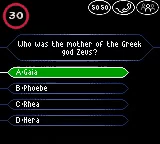 30
50:50
Who was the mother of the Greek
god Zeus?
A•Gaia
B•Phoebe
C•Rhea
D•Hera